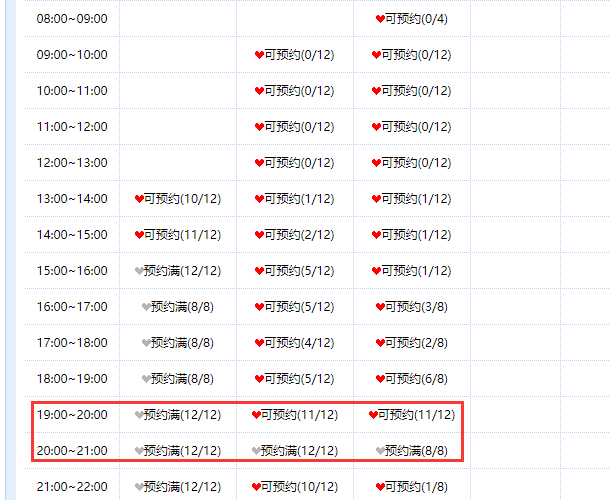 08:00~09:00 可预约(0/4)
09:00~10:00 可预约(0/12) 可预约(0/12)
10:00~11:00 可预约(0/12) 可预约(0/12)
11:00~12:00 可预约(0/12) 可预约(0/12)
12:00~13:00 可预约(0/12) 可预约(0/12)
13:00~14:00 可预约(10/12) 可预约(1/12) 可预约(1/12)
14:00~15:00 可预约(11/12) 可预约(2/12) 可预约(1/12)
15:00~16:00 预约满(12/12) 可预约(5/12) 可预约(1/12)
16:00~17:00 预约满(8/8) 可预约(5/12) 可预约(3/8)
17:00~18:00 预约满(8/8) 可预约(4/12) 可预约(2/8)
18:00~19:00 预约满(8/8) 可预约(5/12) 可预约(6/8)
19:00~20:00 预约满(12/12) 可预约(11/12) 可预约(11/12)
20:00~21:00 预约满(12/12) 预约满(12/12) 预约满(8/8)
21:00~22:00 预约满(12/12) 可预约(10/12) 可预约(1/8)